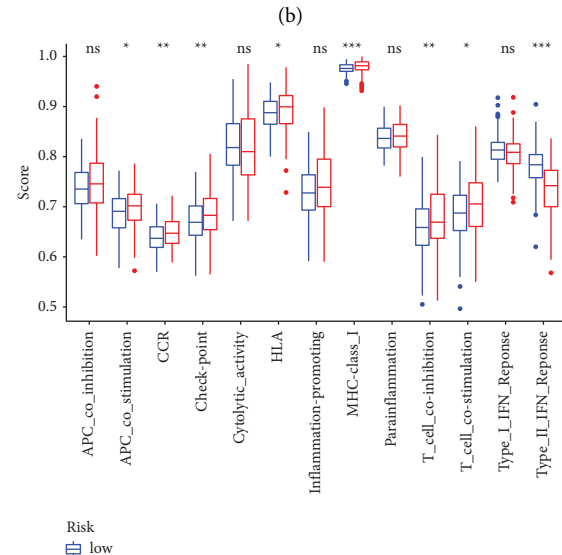 (b)
ns * ** ** ns * ns *** ns ** * ns ***
1.0
0.9
0.8
0.7
0.6
0.5
Score
APC_co_inhibition
APC_co_stimulation
CCR
Check-point
Cytolytic_activity
HLA
Inflammation-promoting
MHC-class_I
Parainflammation
T_cell_co-inhibition
T_cell_co-stimulation
Type_I_IFN_Reponse
Type_II_IFN_Reponse
Risk
low